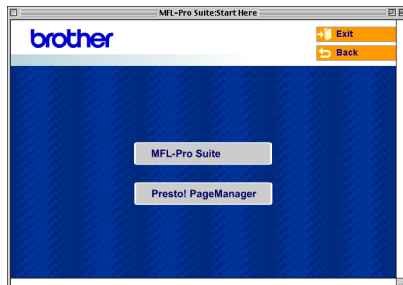 MFL-Pro Suite:Start Here
brother
Exit
Back
MFL-Pro Suite
Presto! PageManager